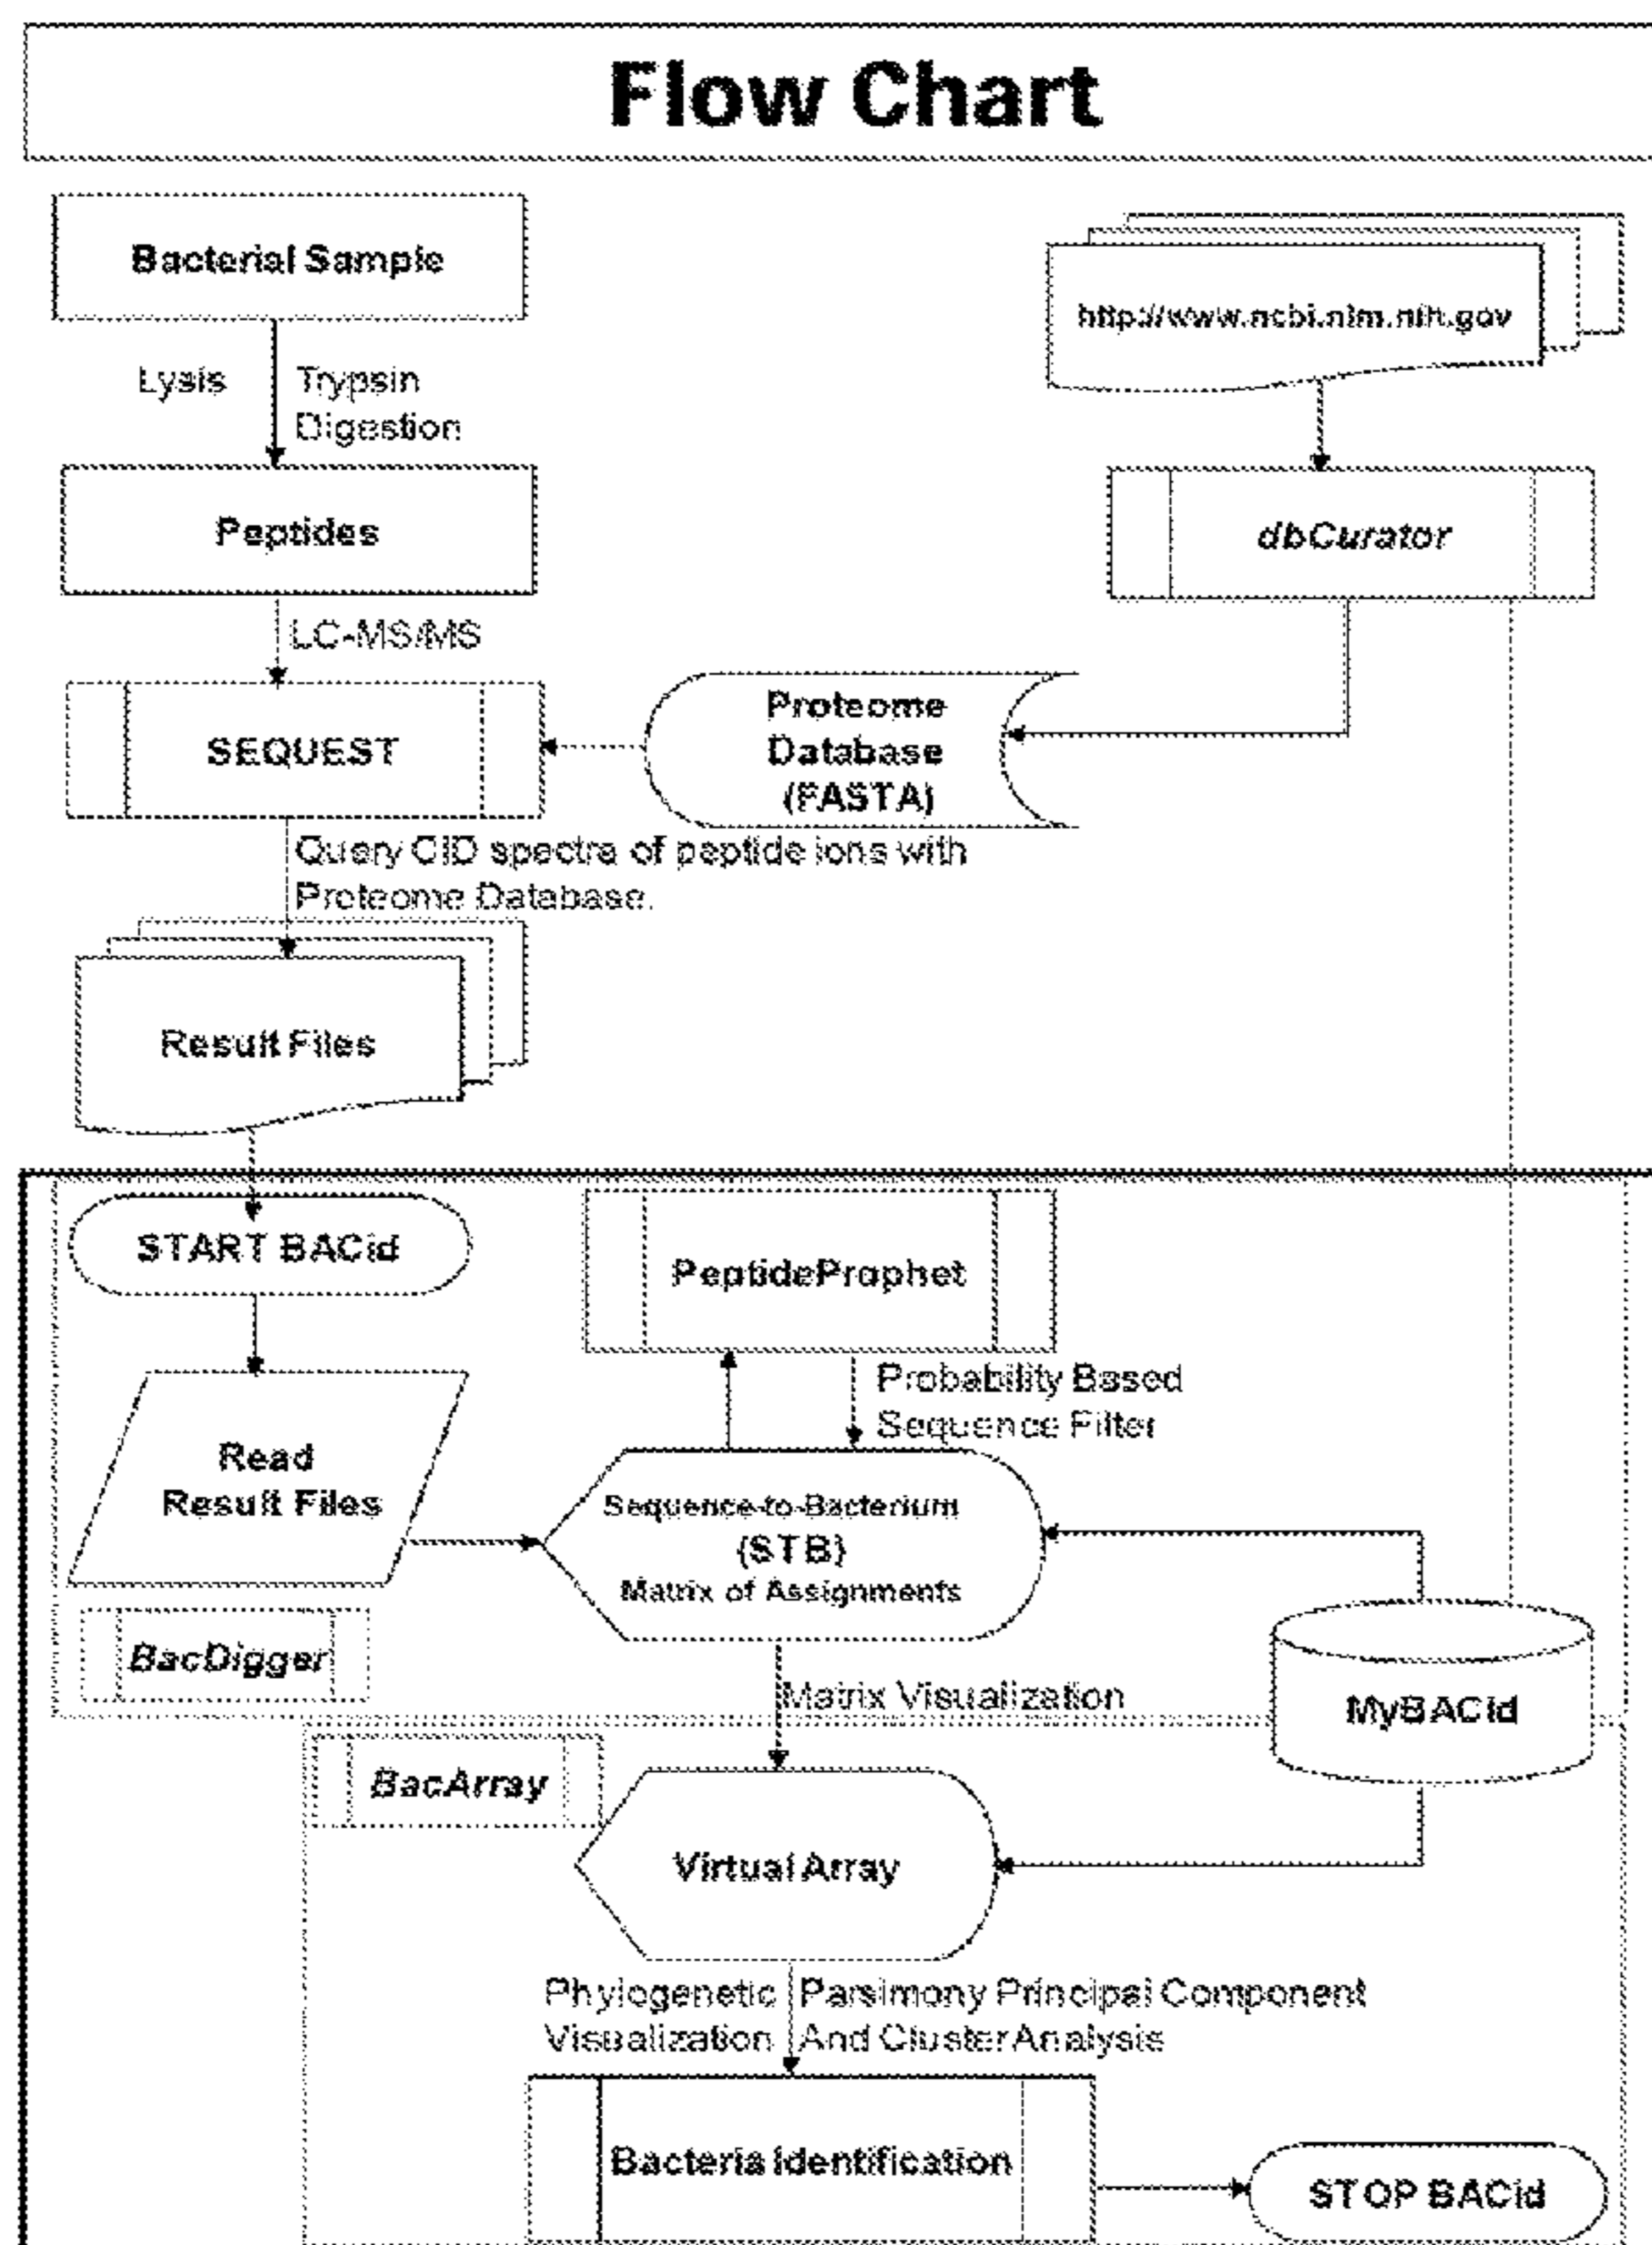 Flow Chart
Bacterial Sample
http://www.ncbi.nlm.nih.gov
Lysis
Trypsin
Digestion
Peptides
dbCurator
LC-MS/MS
SEQUEST
Proteome
Database
(FASTA)
Query CID spectra of peptide ions with
Proteome Database.
Result Files
START BACid
PeptideProphet
Probability Based
Sequence Filter
Read
Result Files
Sequence-to-Bacterium
(STB)
Matrix of Assignments
BacDigger
Matrix Visualization
MyBACid
BacArray
Virtual Array
Phylogenetic
Visualization
Parsimony Principal Component
And Cluster Analysis
Bacteria Identification
STOP BACid